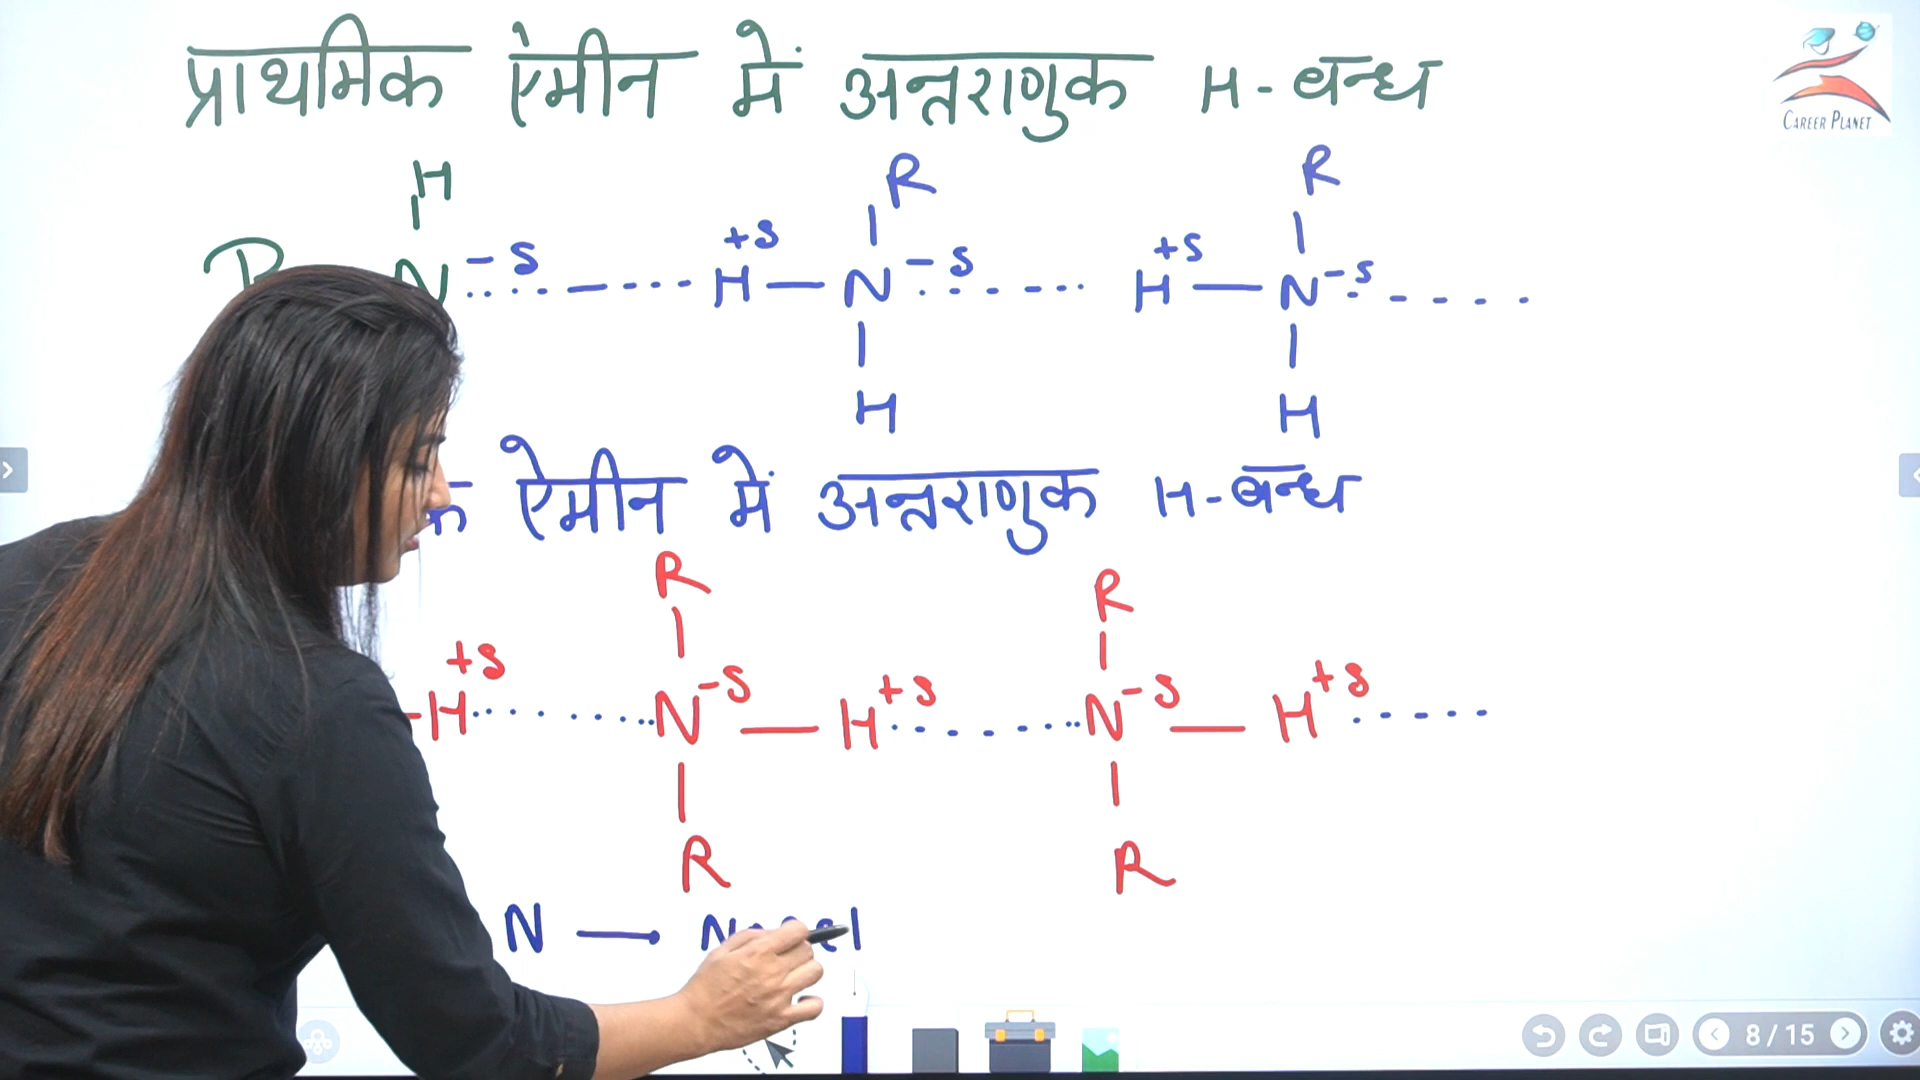 प्राथमिक ऐमीन में अन्तराणुक H-बन्ध
CAREER PLANET
H R R
+δ +δ
N -δ H — N -δ H — N -δ
H H
ऐमीन में अन्तराणुक H-बन्ध
R R
+δ -δ +δ -δ +δ
-H N — H N — H
R R
N →
8 / 15